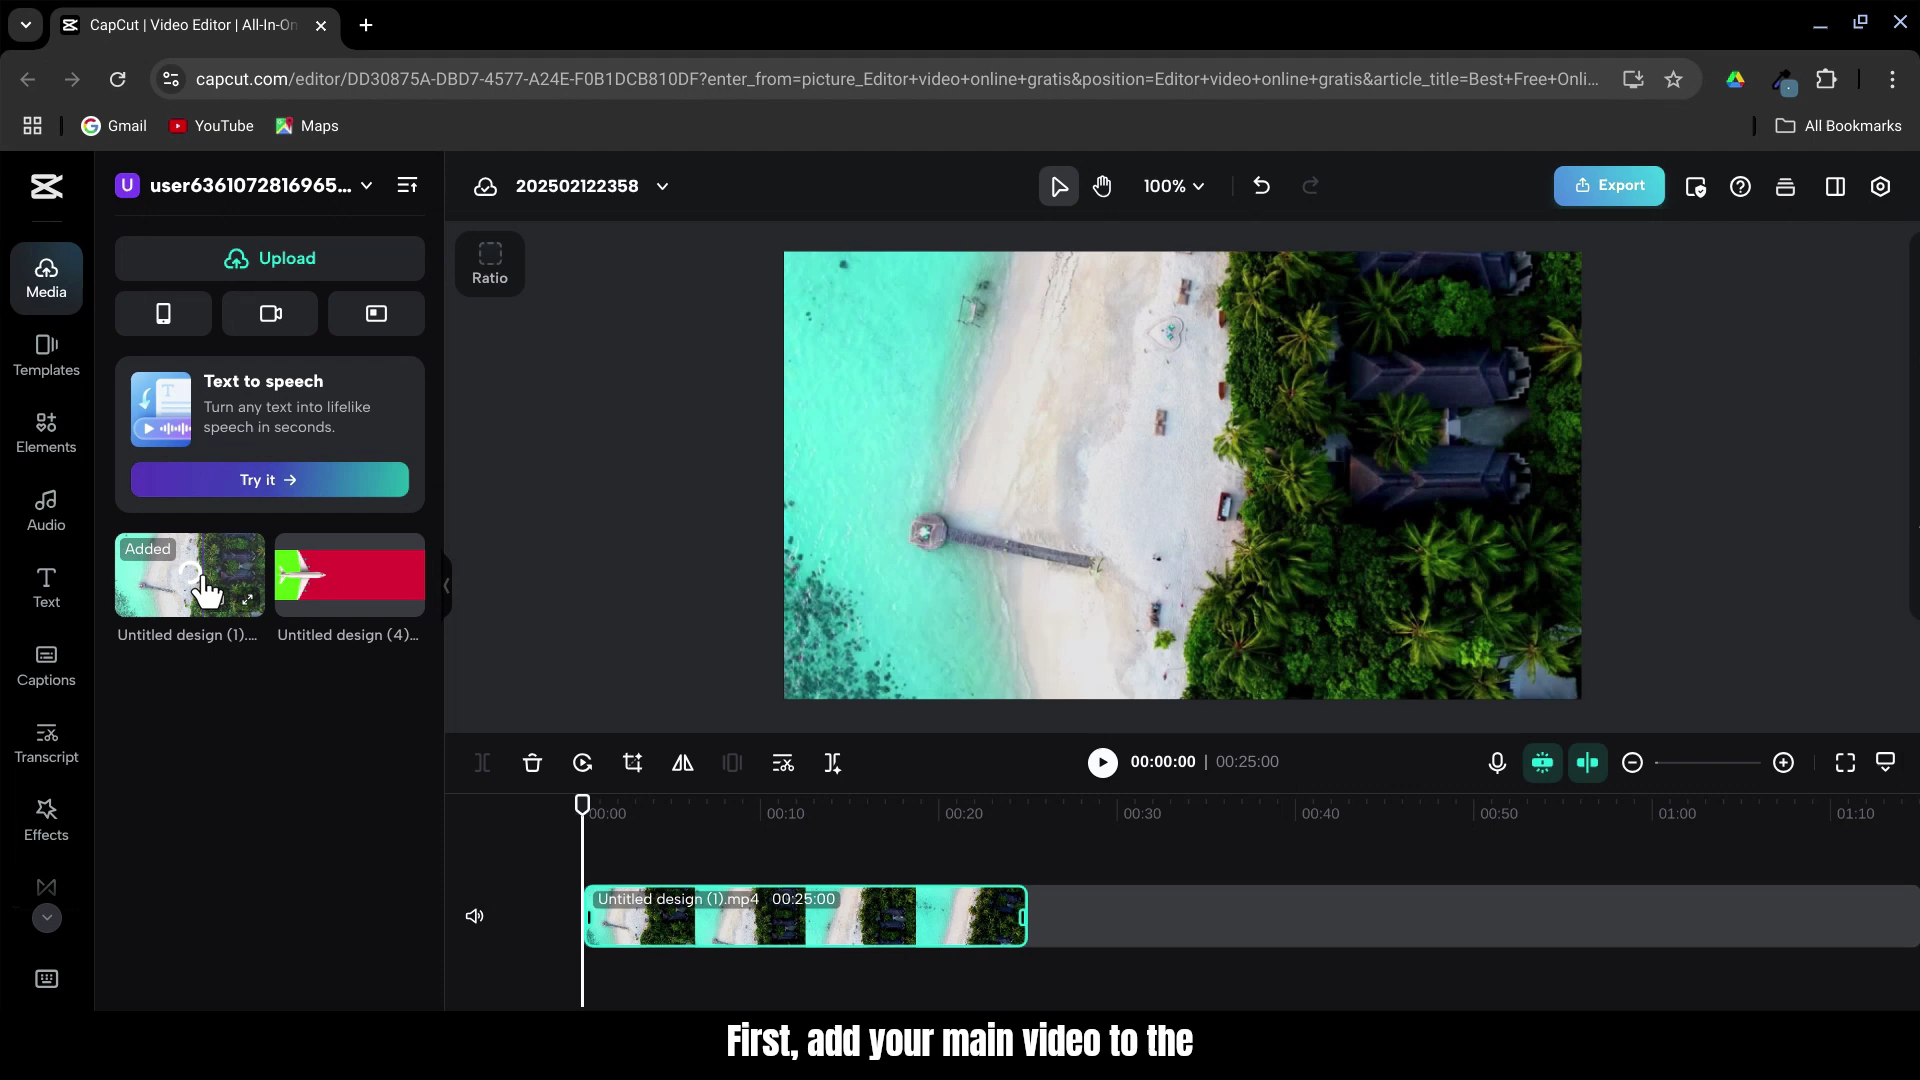 CapCut | Video Editor | All-In-On
capcut.com/editor/DD30875A-DBD7-4577-A24E-F0B1DCB810DF?enter_from=picture_Editor+video+online+gratis&position=Editor+video+online+gratis&article_title=Best+Free+Onli...
Gmail
YouTube
Maps
All Bookmarks
U
user6361072816965...
202502122358
100%
Export
Upload
Ratio
Media
Templates
Elements
Audio
Text
Captions
Transcript
Effects
Text to speech
Turn any text into lifelike
speech in seconds.
Try it →
Added
Untitled design (1)....
Untitled design (4)...
00:00:00 | 00:25:00
00:00
00:10
00:20
00:30
00:40
00:50
01:00
01:10
Untitled design (1).mp4 00:25:00
First, add your main video to the